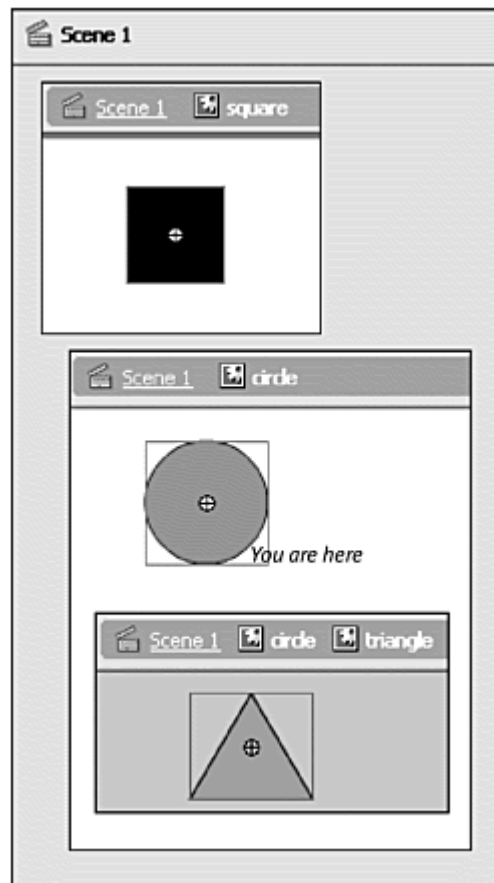 Scene 1
Scene 1 square
Scene 1 circle
You are here
Scene 1 circle triangle